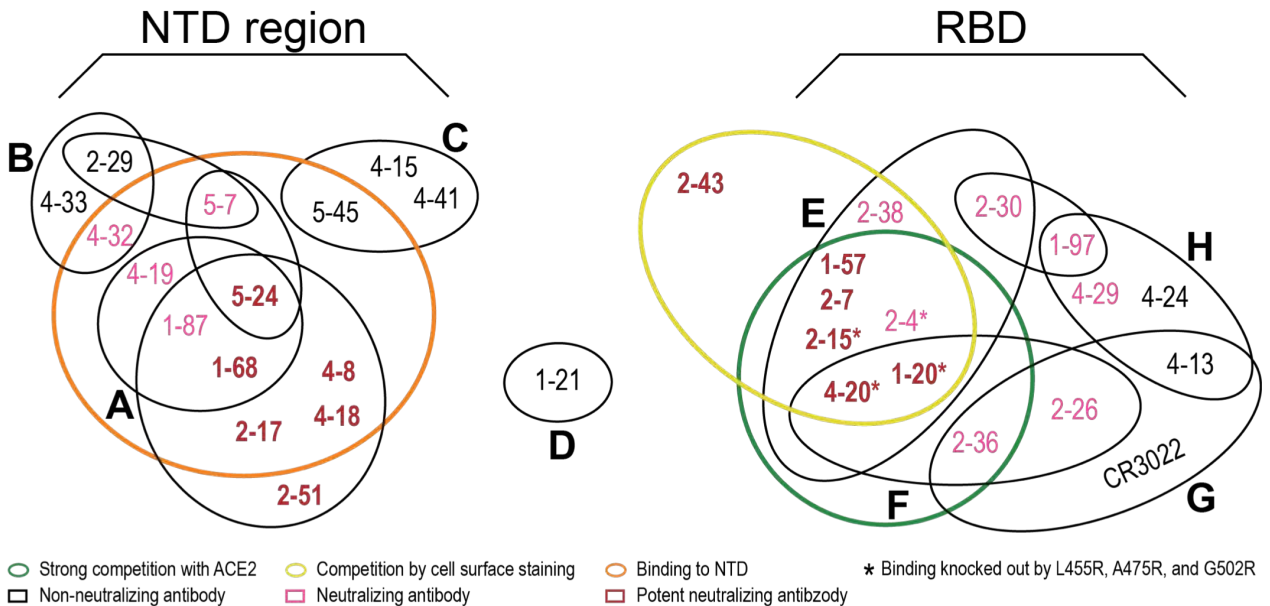 NTD region
RBD
B
C
2-29
4-15
4-33
5-7
5-45
4-41
4-32
4-19
5-24
1-87
1-68
4-8
A
4-18
2-17
2-51
1-21
D
2-43
E
2-38
2-30
1-97
H
1-57
4-29
4-24
2-7
2-4*
2-15*
4-13
4-20*
1-20*
2-26
2-36
CR3022
F
G
Strong competition with ACE2
Competition by cell surface staining
Binding to NTD
* Binding knocked out by L455R, A475R, and G502R
Non-neutralizing antibody
Neutralizing antibody
Potent neutralizing antibzody